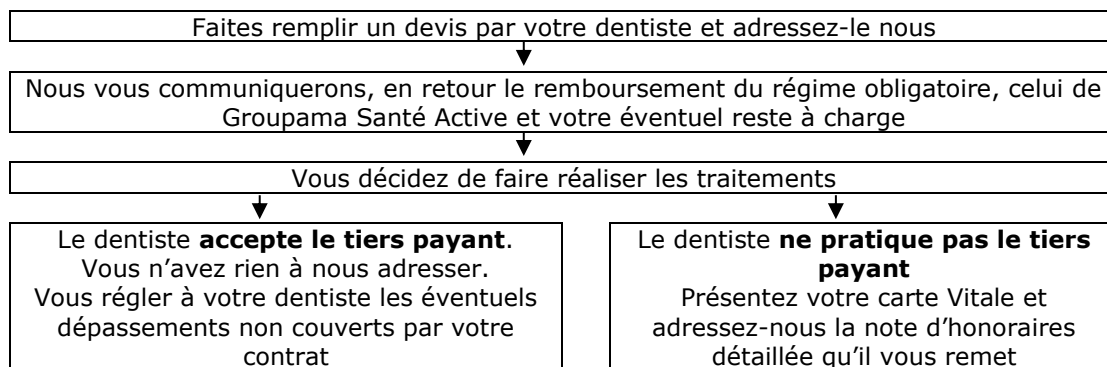 Faites remplir un devis par votre dentiste et adressez-le nous
Nous vous communiquerons, en retour le remboursement du régime obligatoire, celui de
Groupama Santé Active et votre éventuel reste à charge
Vous décidez de faire réaliser les traitements
Le dentiste accepte le tiers payant.
Vous n’avez rien à nous adresser.
Vous régler à votre dentiste les éventuels
dépassements non couverts par votre
contrat
Le dentiste ne pratique pas le tiers
payant
Présentez votre carte Vitale et
adressez-nous la note d’honoraires
détaillée qu’il vous remet